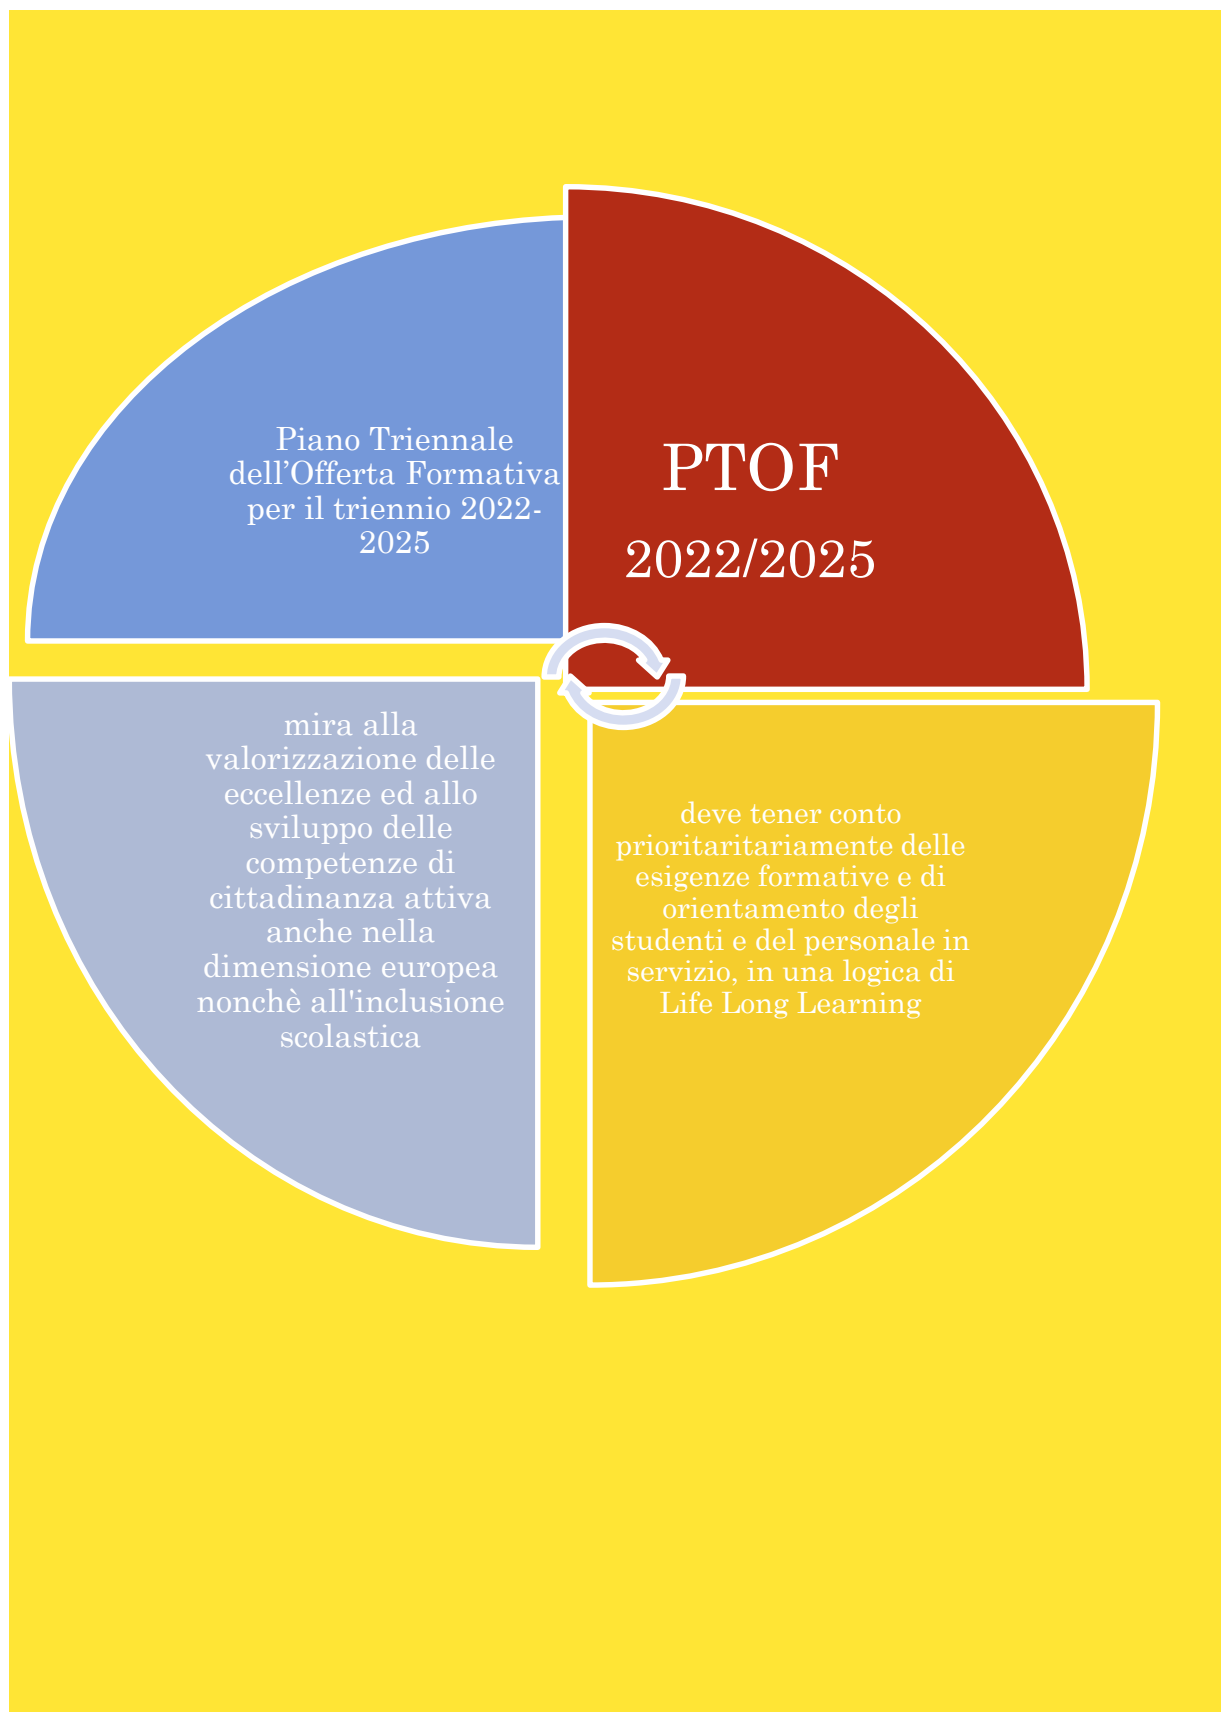 Piano Triennale
dell’Offerta Formativa
per il triennio 2022-
2025
PTOF
2022/2025
mira alla
valorizzazione delle
eccellenze ed allo
sviluppo delle
competenze di
cittadinanza attiva
anche nella
dimensione europea
nonchè all'inclusione
scolastica
deve tener conto
prioritaritariamente delle
esigenze formative e di
orientamento degli
studenti e del personale in
servizio, in una logica di
Life Long Learning